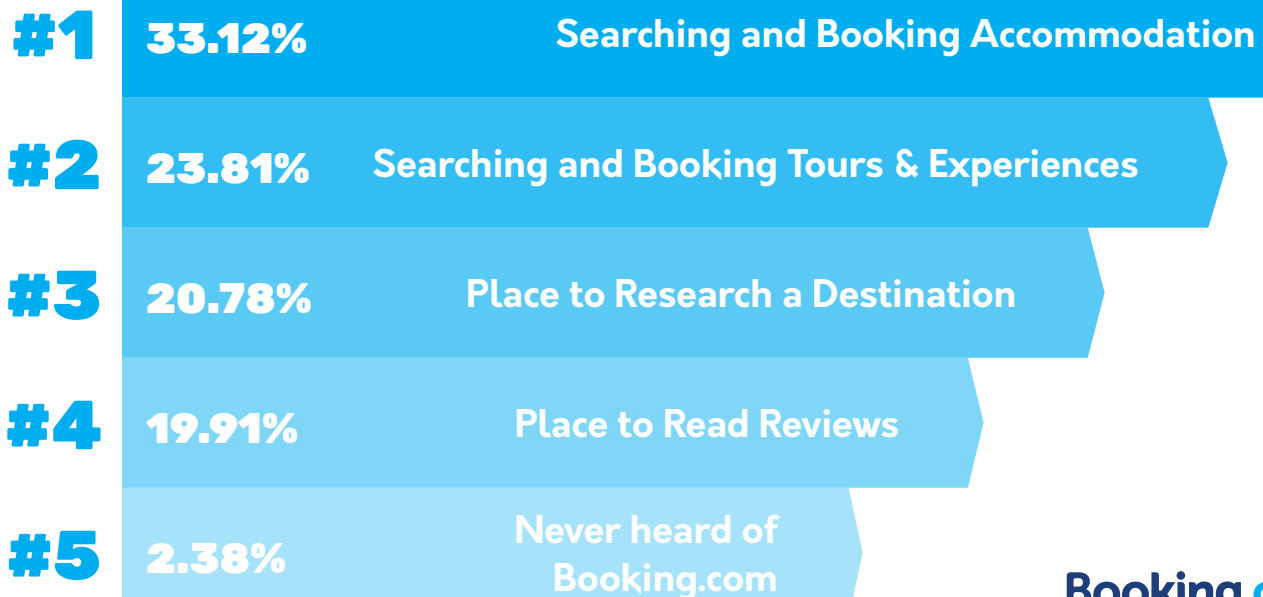 #1 33.12% Searching and Booking Accommodation
#2 23.81% Searching and Booking Tours & Experiences
#3 20.78% Place to Research a Destination
#4 19.91% Place to Read Reviews
#5 2.38% Never heard of
Booking.com
Booking